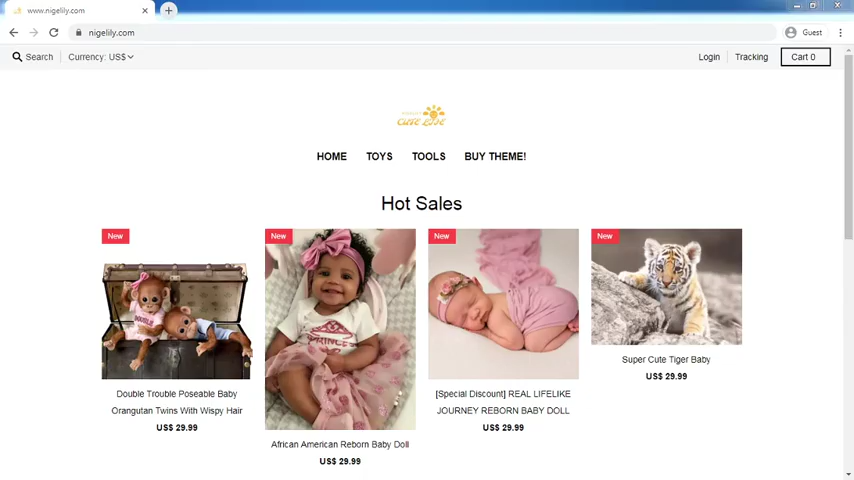 www.nigelily.com
nigelily.com
Guest
Search
Currency: US$
Login
Tracking
Cart 0
CUTE ELSE
HOME
TOYS
TOOLS
BUY THEME!
Hot Sales
New
New
New
New
Double Trouble Poseable Baby
Orangutan Twins With Wispy Hair
US$ 29.99
African American Reborn Baby Doll
US$ 29.99
[Special Discount] REAL LIFELIKE
JOURNEY REBORN BABY DOLL
US$ 29.99
Super Cute Tiger Baby
US$ 29.99